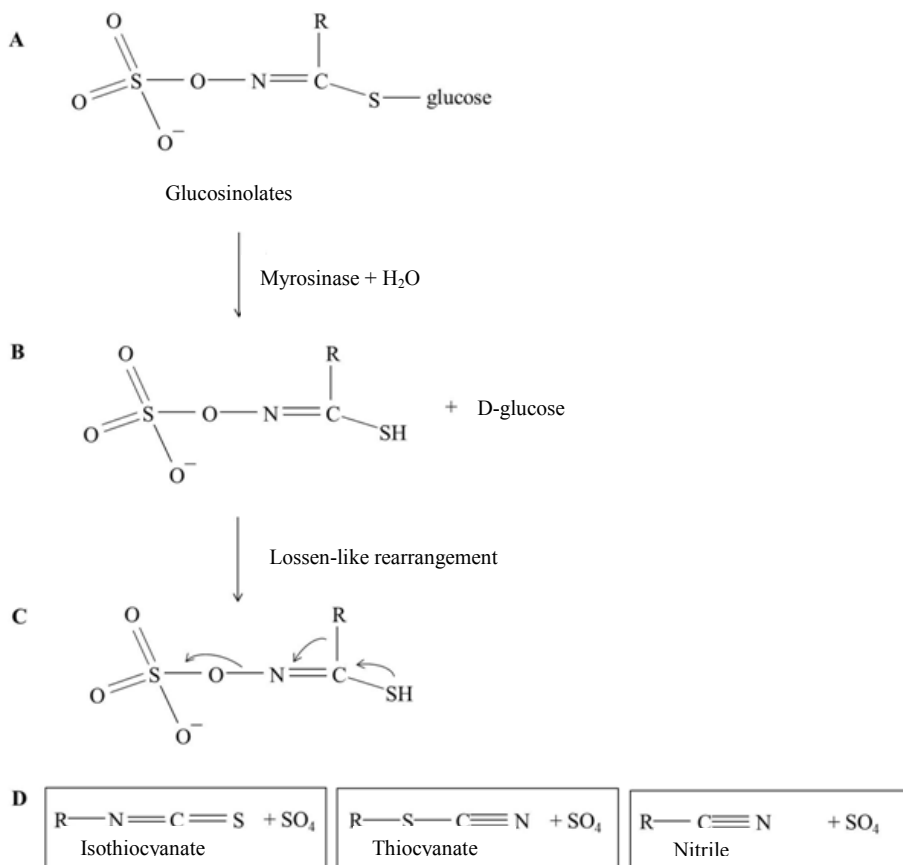 A
O
R
S
O
N
C
O
S
glucose
O⁻
Glucosinolates
Myrosinase + H₂O
B
O
R
S
O
N
C
+ D-glucose
O
SH
O⁻
Lossen-like rearrangement
C
O
R
S
O
N
C
O
SH
O⁻
D
R N C S + SO₄
Isothiocyanate
R S C N + SO₄
Thiocyanate
R C N + SO₄
Nitrile